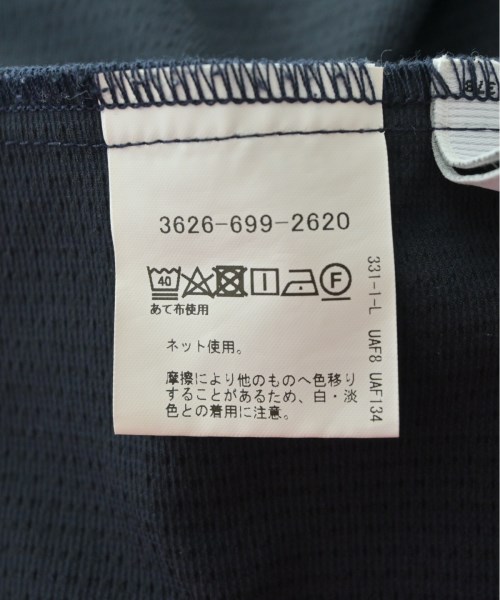 3626-699-2620
40
F
あて布使用
ネット使用。
摩擦により他のものへ色移り
することがあるため、白・淡
色との着用に注意。
331-1-L UAF8 UAF134